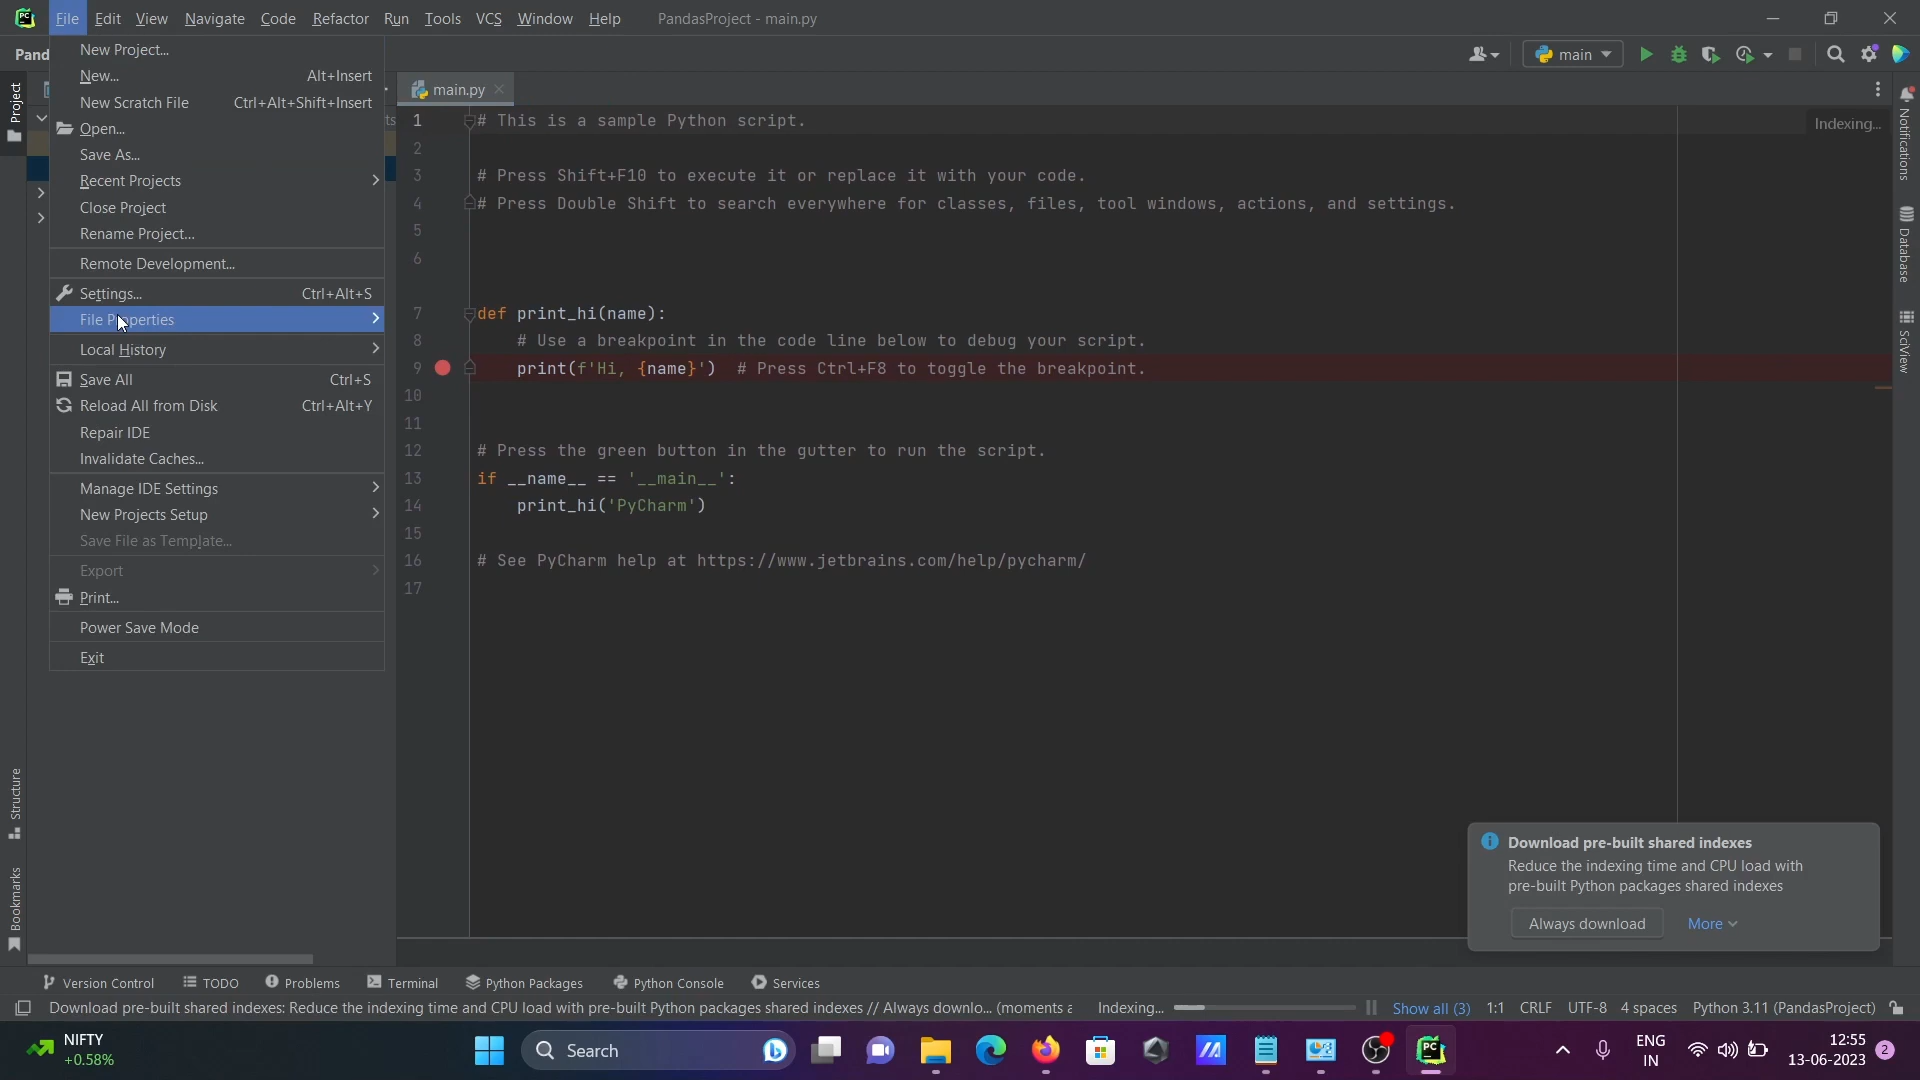 PC File Edit View Navigate Code Refactor Run Tools VCS Window Help PandasProject - main.py
Pand
main
New Project...
New... Alt+Insert
New Scratch File Ctrl+Alt+Shift+Insert
Open...
Save As...
Recent Projects
Close Project
Rename Project...
Remote Development...
Settings... Ctrl+Alt+S
File Properties
Local History
Save All Ctrl+S
Reload All from Disk Ctrl+Alt+Y
Repair IDE
Invalidate Caches...
Manage IDE Settings
New Projects Setup
Save File as Template...
Export
Print...
Power Save Mode
Exit
Project
Structure
Bookmarks
main.py
Indexing...
1 # This is a sample Python script.
2
3 # Press Shift+F10 to execute it or replace it with your code.
4 # Press Double Shift to search everywhere for classes, files, tool windows, actions, and settings.
5
6
7 def print_hi(name):
8 # Use a breakpoint in the code line below to debug your script.
9 print(f'Hi, {name}') # Press Ctrl+F8 to toggle the breakpoint.
10
11
12 # Press the green button in the gutter to run the script.
13 if __name__ == '__main__':
14 print_hi('PyCharm')
15
16 # See PyCharm help at https://www.jetbrains.com/help/pycharm/
17
Notifications
Database
SciView
Download pre-built shared indexes
Reduce the indexing time and CPU load with
pre-built Python packages shared indexes
Always download More
Version Control TODO Problems Terminal Python Packages Python Console Services
Download pre-built shared indexes: Reduce the indexing time and CPU load with pre-built Python packages shared indexes // Always downlo... (moments a Indexing... Show all (3) 1:1 CRLF UTF-8 4 spaces Python 3.11 (PandasProject)
NIFTY
+0.58%
Search
PC
ENG
IN
12:55
13-06-2023
2